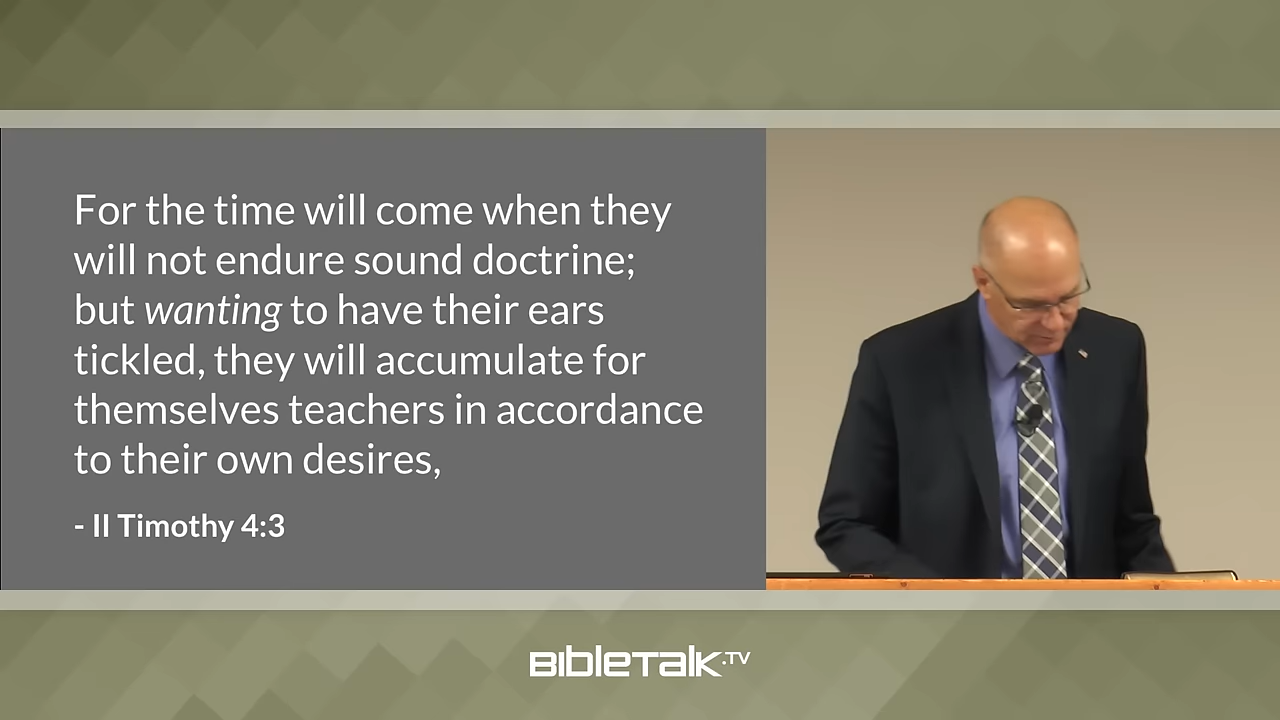 For the time will come when they
will not endure sound doctrine;
but wanting to have their ears
tickled, they will accumulate for
themselves teachers in accordance
to their own desires,
- II Timothy 4:3
BibleTalk.TV